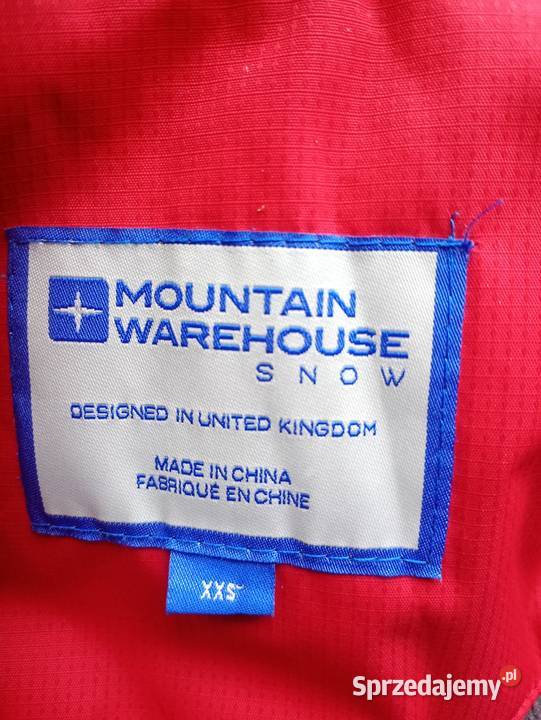 MOUNTAIN
WAREHOUSE
SNOW
DESIGNED IN UNITED KINGDOM
MADE IN CHINA
FABRIQUÉ EN CHINE
XXS
Sprzedajemy.pl